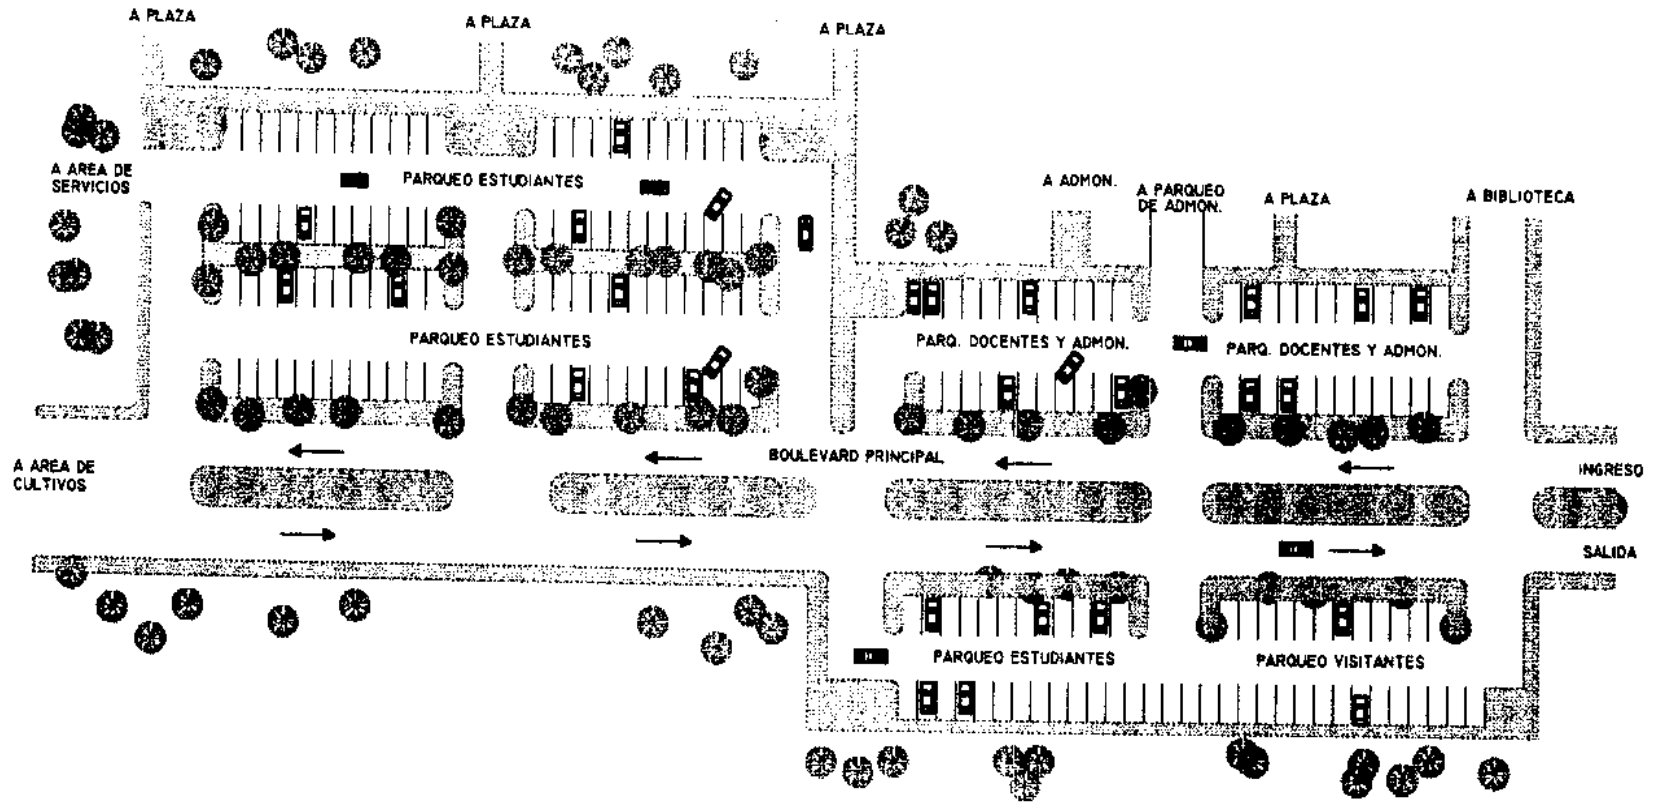 A PLAZA
A PLAZA
A PLAZA
A AREA DE
SERVICIOS
PARQUEO ESTUDIANTES
A ADMON.
A PARQUEO
DE ADMON.
A PLAZA
A BIBLIOTECA
PARQUEO ESTUDIANTES
PARQ. DOCENTES Y ADMON.
PARQ. DOCENTES Y ADMON.
A AREA DE
CULTIVOS
BOULEVARD PRINCIPAL
INGRESO
SALIDA
PARQUEO ESTUDIANTES
PARQUEO VISITANTES